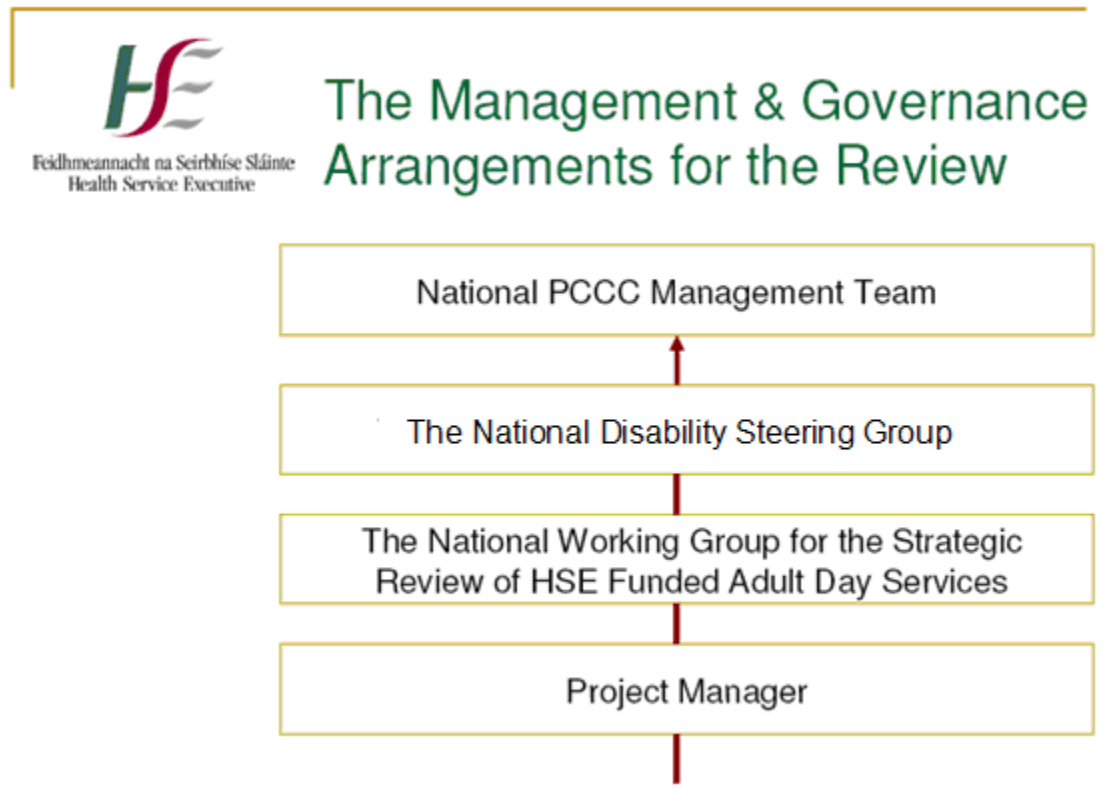 HSE
Feidhmeannacht na Seirbhíse Sláinte
Health Service Executive
The Management & Governance
Arrangements for the Review
National PCCC Management Team
The National Disability Steering Group
The National Working Group for the Strategic
Review of HSE Funded Adult Day Services
Project Manager